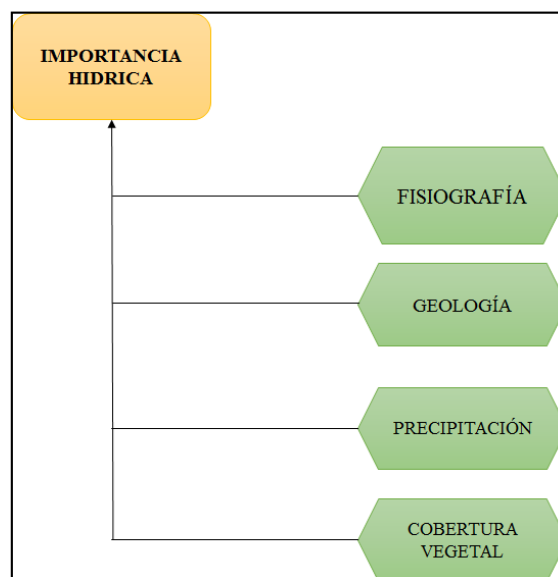 IMPORTANCIA
HIDRICA
FISIOGRAFÍA
GEOLOGÍA
PRECIPITACIÓN
COBERTURA
VEGETAL